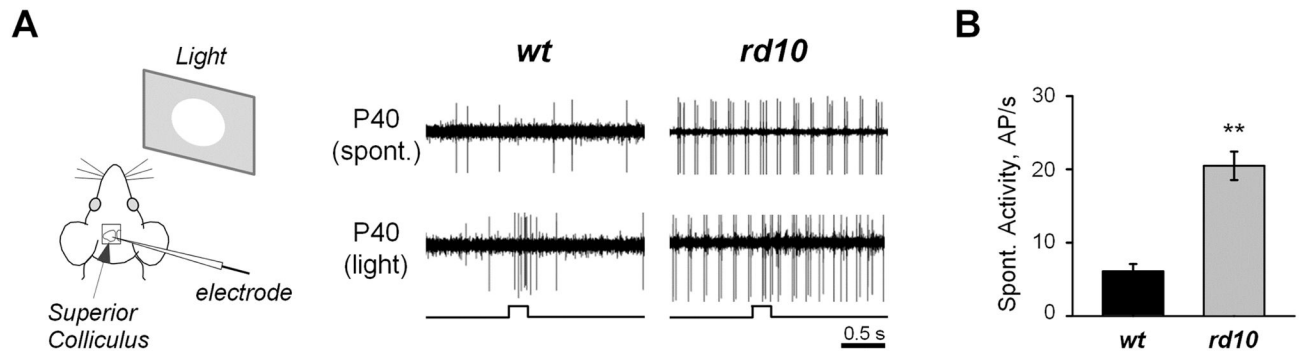 A
Light
Superior
Colliculus
electrode
wt
rd10
P40
(spont.)
P40
(light)
0.5 s
B
Spont. Activity, AP/s
30
20
10
0
**
wt
rd10